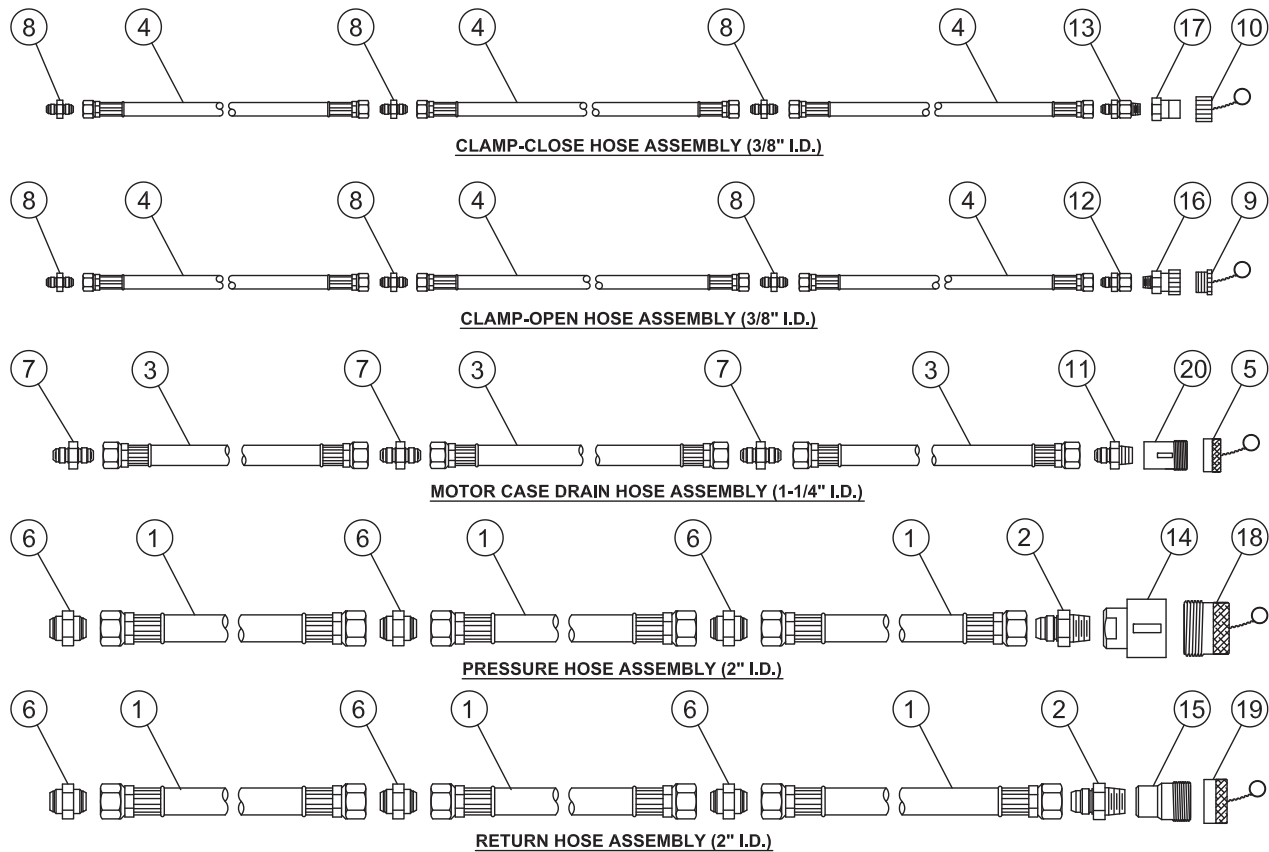 8 4 8 4 8 4 13 17 10
CLAMP-CLOSE HOSE ASSEMBLY (3/8" I.D.)
8 4 8 4 8 4 12 16 9
CLAMP-OPEN HOSE ASSEMBLY (3/8" I.D.)
7 3 7 3 7 3 11 20 5
MOTOR CASE DRAIN HOSE ASSEMBLY (1-1/4" I.D.)
6 1 6 1 6 1 2 14 18
PRESSURE HOSE ASSEMBLY (2" I.D.)
6 1 6 1 6 1 2 15 19
RETURN HOSE ASSEMBLY (2" I.D.)